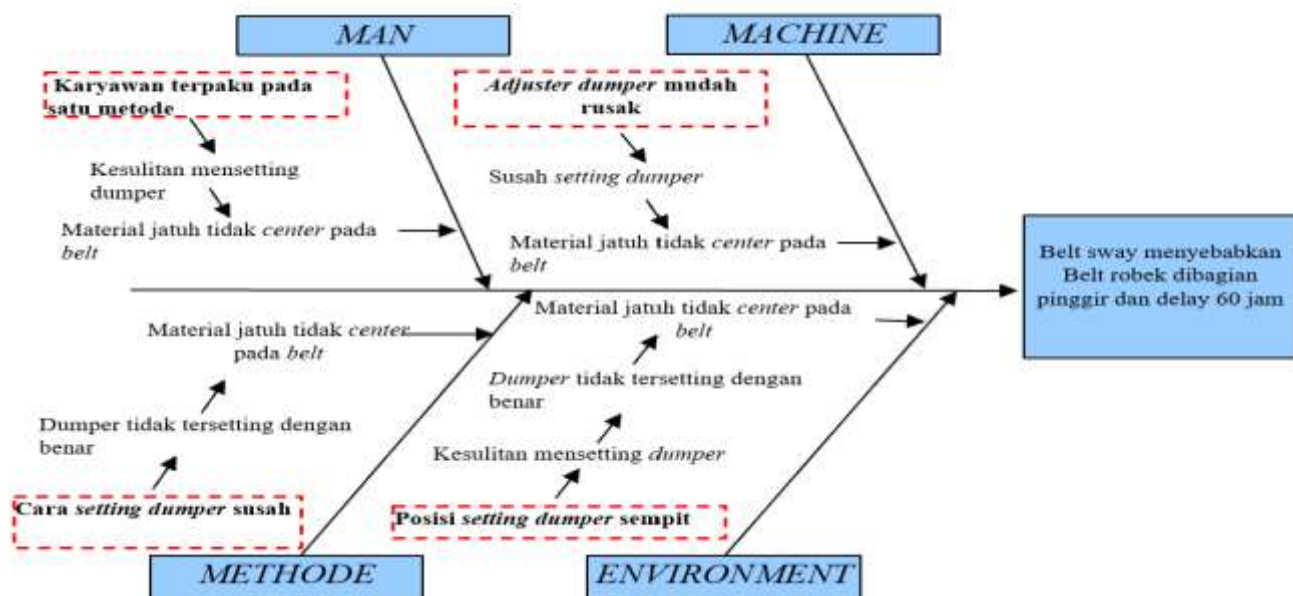 MAN
MACHINE
Karyawan terpaku pada
satu metode
Adjuster dumper mudah
rusak
Kesulitan mensetting
dumper
Susah setting dumper
Material jatuh tidak center pada
belt
Material jatuh tidak center pada
belt
Belt sway menyebabkan
Belt robek dibagian
pinggir dan delay 60 jam
Material jatuh tidak center
pada belt
Material jatuh tidak center pada
belt
Dumper tidak tersetting dengan
benar
Dumper tidak tersetting dengan
benar
Kesulitan mensetting dumper
Cara setting dumper susah
Posisi setting dumper sempit
METHODE
ENVIRONMENT